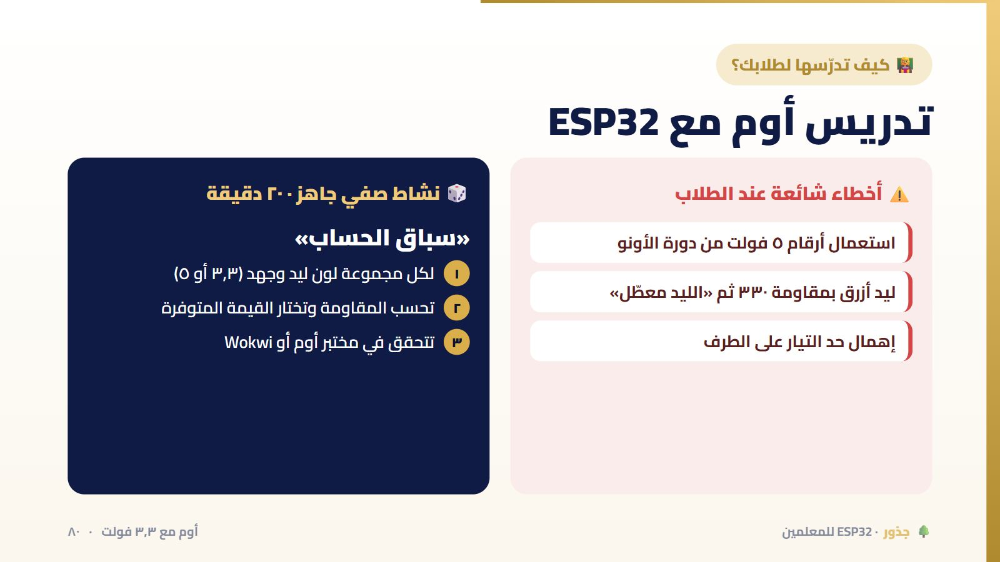 كيف تدرّسها لطلابك؟
تدريس أوم مع ESP32
أخطاء شائعة عند الطلاب
استعمال أرقام ٥ فولت من دورة الأونو
ليد أزرق بمقاومة ٣٣٠ ثم «الليد معطّل»
إهمال حد التيار على الطرف
نشاط صفي جاهز · ٢٠ دقيقة
«سباق الحساب»
١ لكل مجموعة لون ليد وجهد (٣,٣ أو ٥)
٢ تحسب المقاومة وتختار القيمة المتوفرة
٣ تتحقق في مختبر أوم أو Wokwi
جذور · ESP32 للمعلمين
أوم مع ٣,٣ فولت · ٨٠